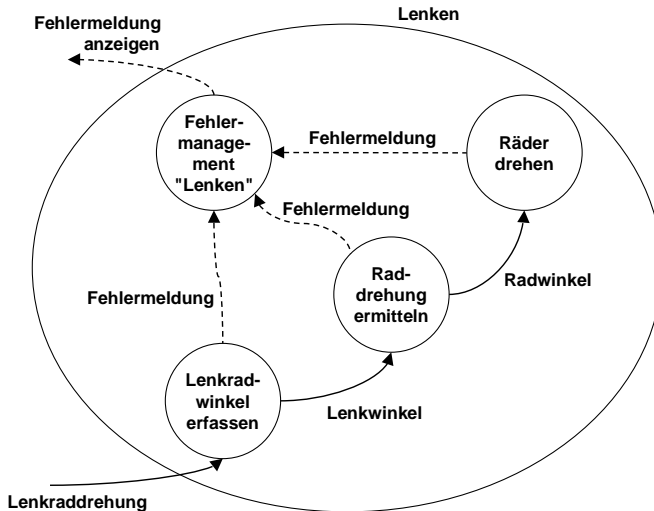 Lenken
Fehlermeldung
anzeigen
Fehler-
manage-
ment
"Lenken"
Fehlermeldung
Räder
drehen
Fehlermeldung
Rad-
drehung
ermitteln
Radwinkel
Fehlermeldung
Lenkrad-
winkel
erfassen
Lenkwinkel
Lenkraddrehung